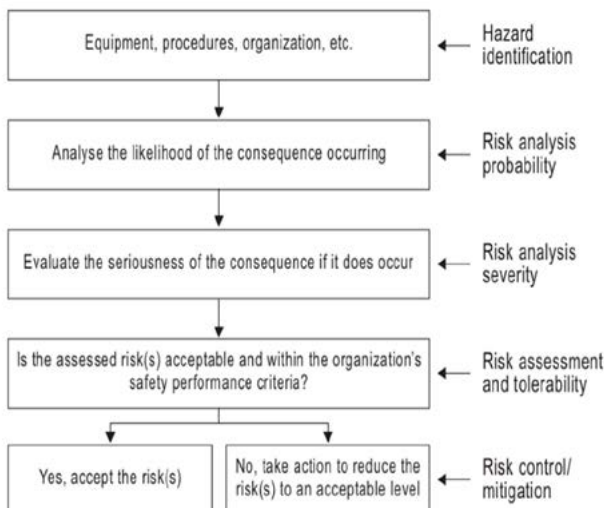 Equipment, procedures, organization, etc.
Hazard
identification
Analyse the likelihood of the consequence occurring
Risk analysis
probability
Evaluate the seriousness of the consequence if it does occur
Risk analysis
severity
Is the assessed risk(s) acceptable and within the organization's
safety performance criteria?
Risk assessment
and tolerability
Yes, accept the risk(s)
No, take action to reduce the
risk(s) to an acceptable level
Risk control/
mitigation